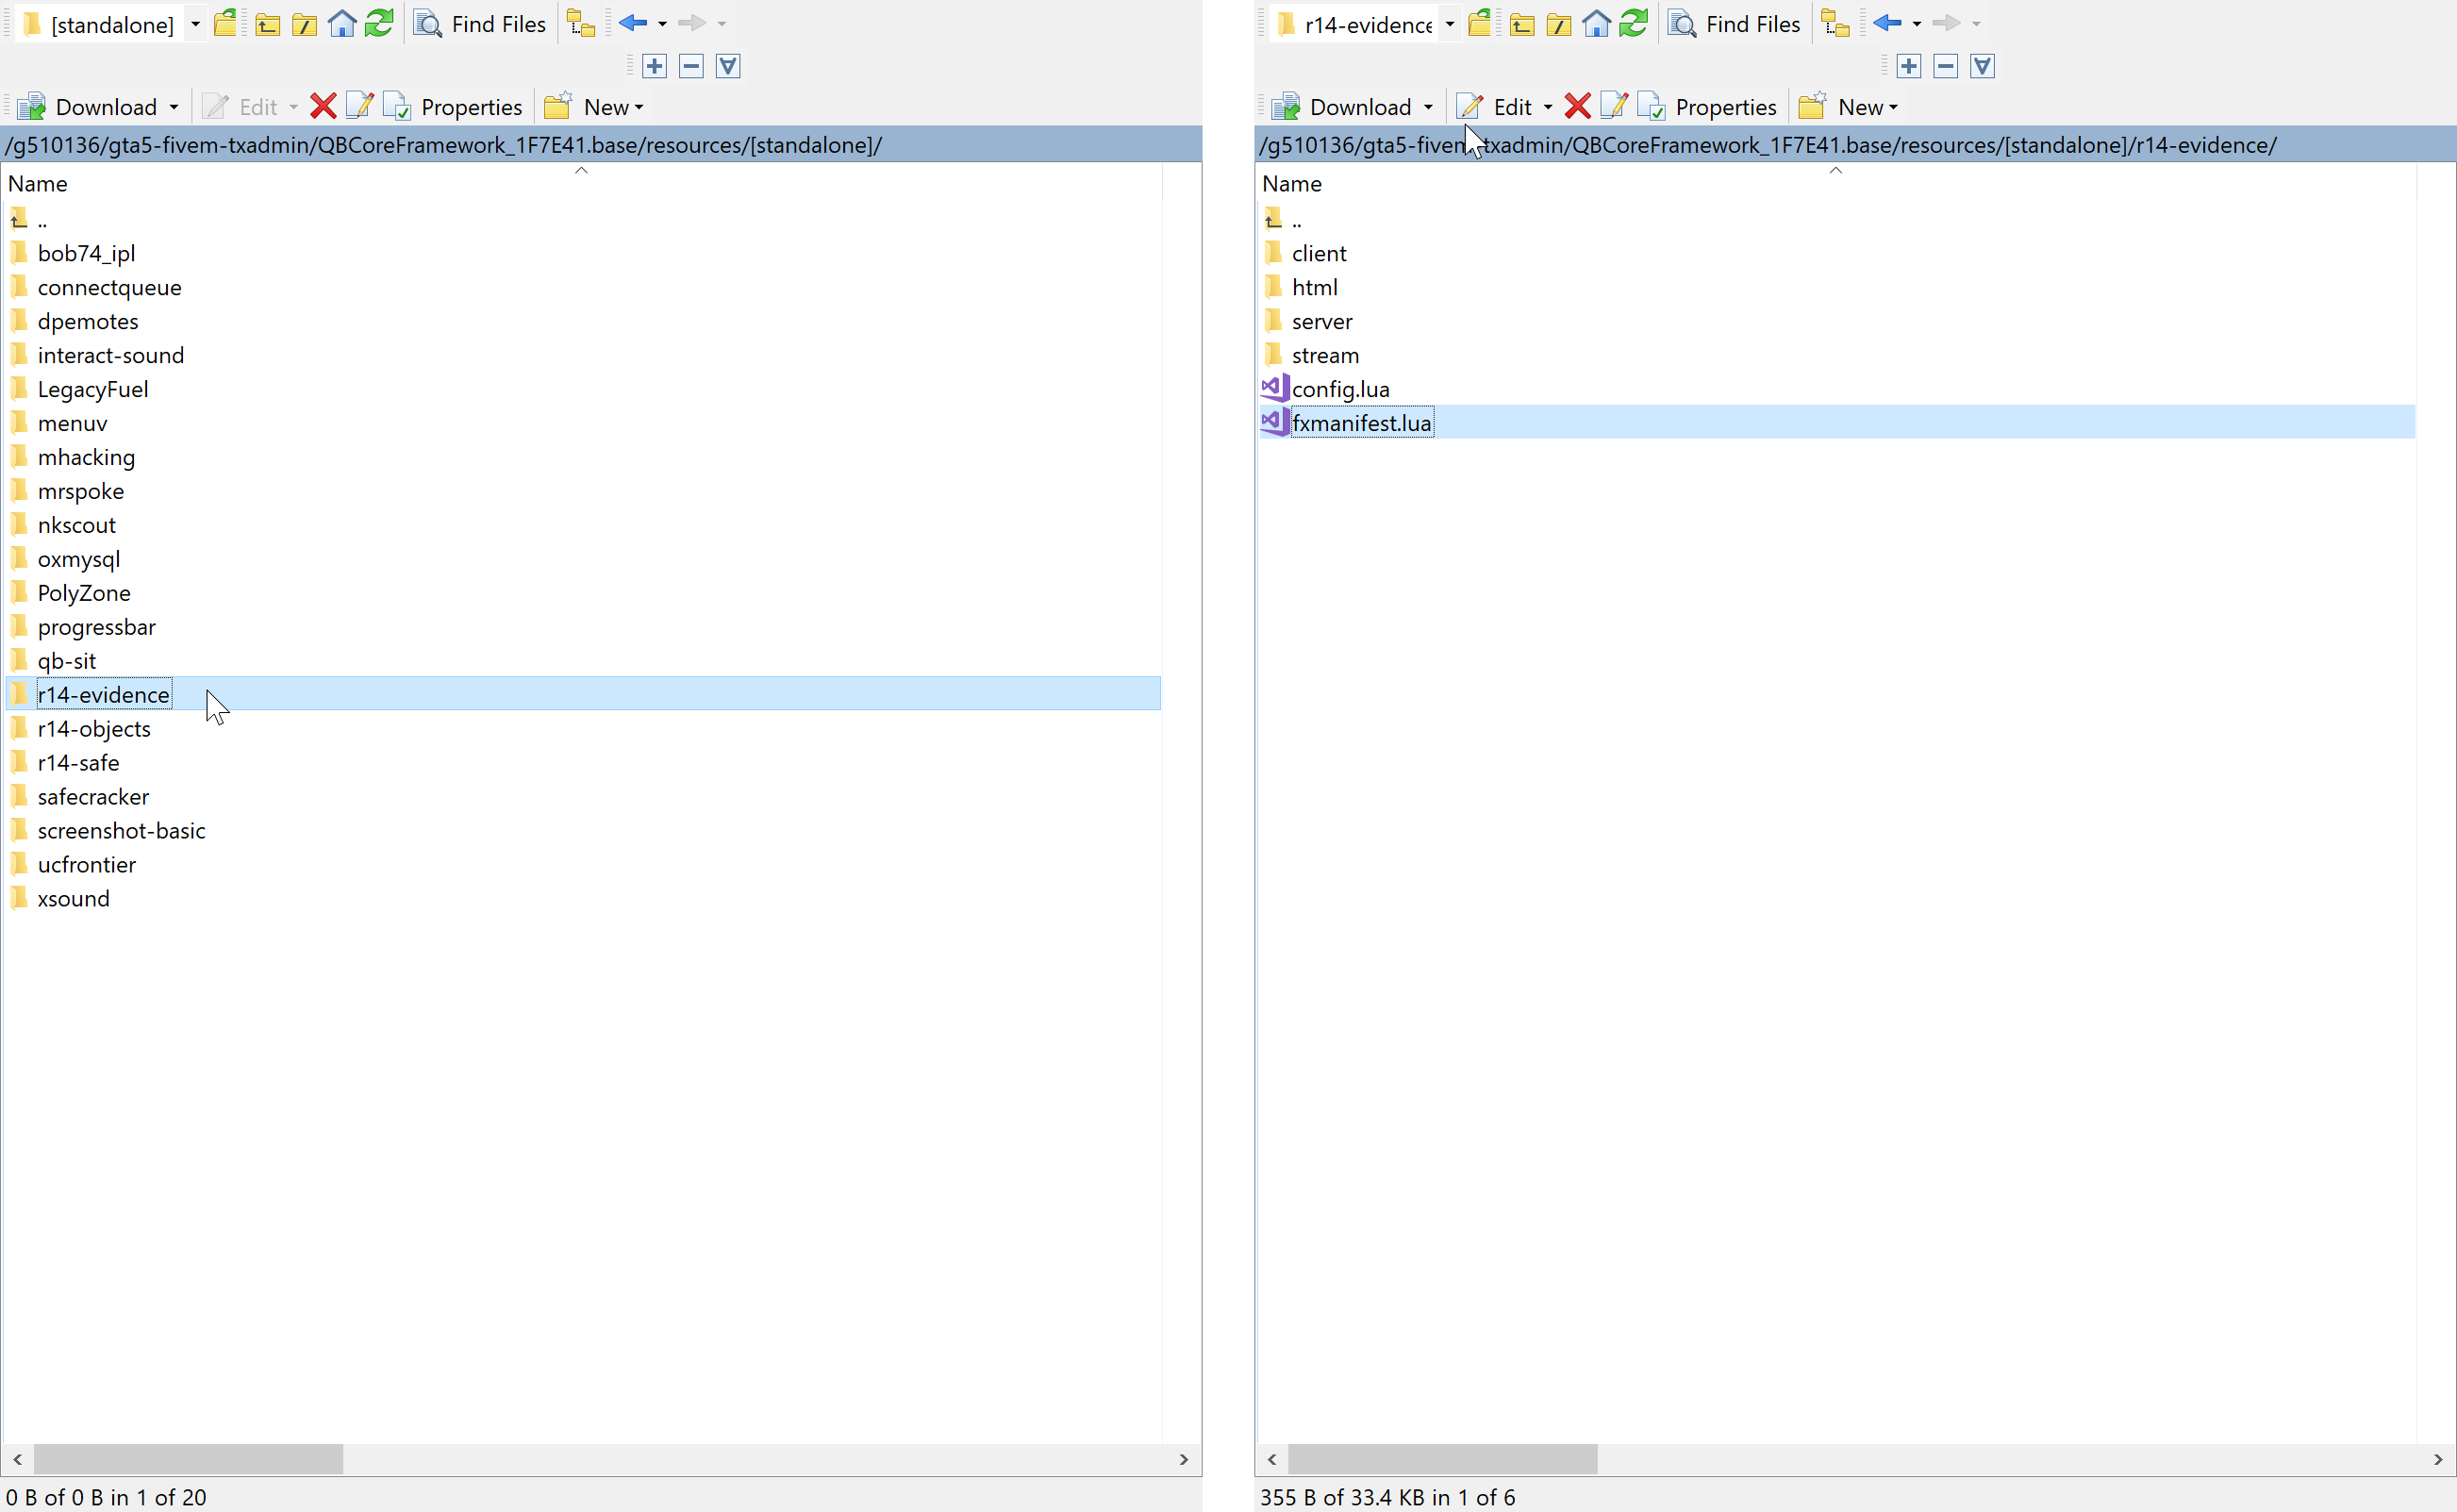 [standalone]
Find Files
Download
Edit
Properties
New
/g510136/gta5-fivem-txadmin/QBCoreFramework_1F7E41.base/resources/[standalone]/
Name
..
bob74_ipl
connectqueue
dpemotes
interact-sound
LegacyFuel
menuv
mhacking
mrspoke
nkscout
oxmysql
PolyZone
progressbar
qb-sit
r14-evidence
r14-objects
r14-safe
safecracker
screenshot-basic
ucfrontier
xsound
0 B of 0 B in 1 of 20
r14-evidence
Find Files
Download
Edit
Properties
New
/g510136/gta5-fivem-txadmin/QBCoreFramework_1F7E41.base/resources/[standalone]/r14-evidence/
Name
..
client
html
server
stream
config.lua
fxmanifest.lua
355 B of 33.4 KB in 1 of 6